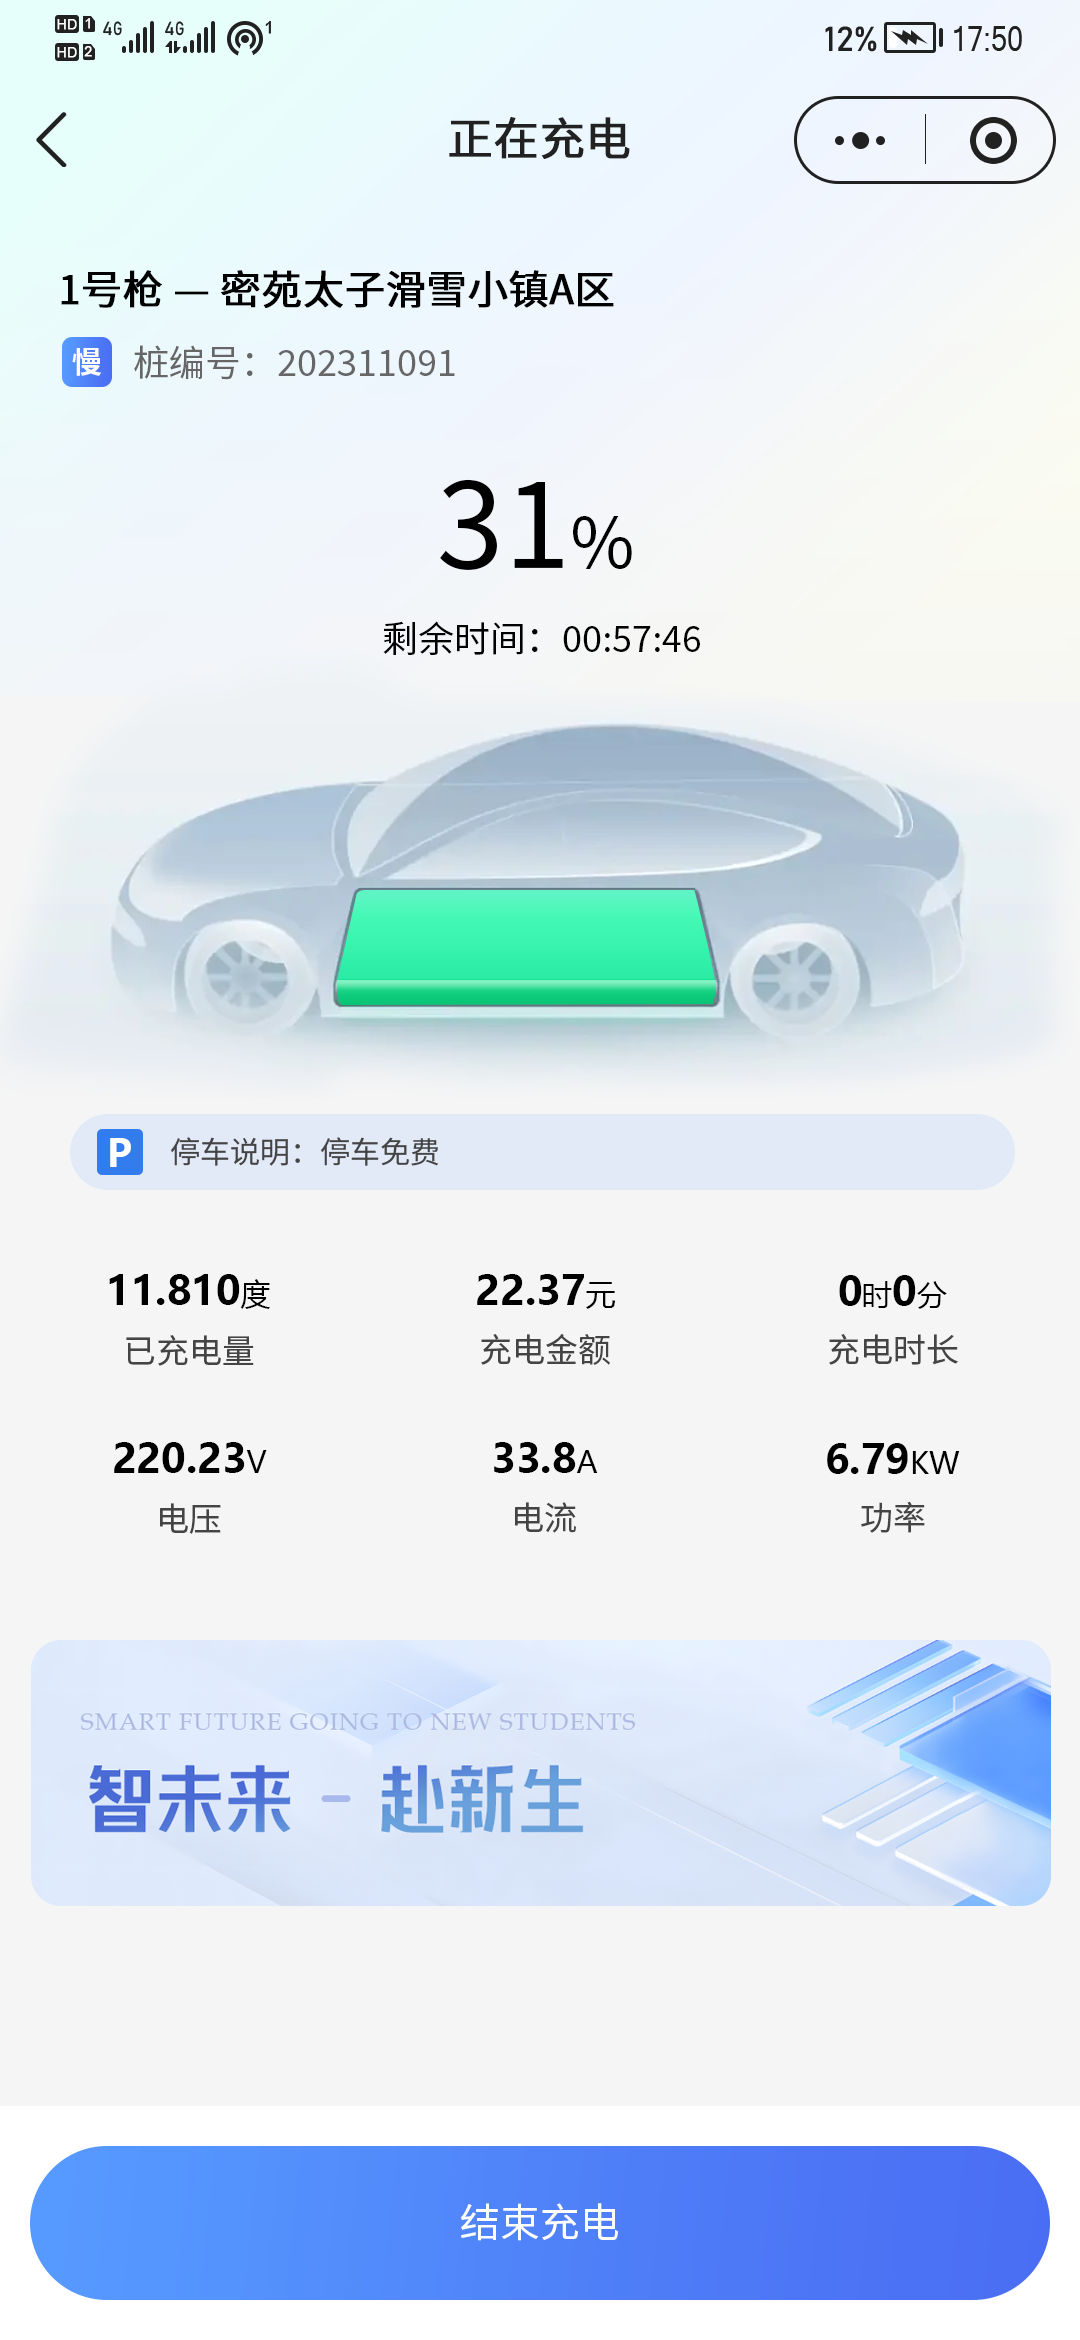 HD 1 4G 4G 1 12% 17:50
HD 2
正在充电
1号枪 — 密苑太子滑雪小镇A区
慢 桩编号：202311091
31%
剩余时间：00:57:46
P 停车说明：停车免费
11.810度 22.37元 0时0分
已充电量 充电金额 充电时长
220.23V 33.8A 6.79KW
电压 电流 功率
SMART FUTURE GOING TO NEW STUDENTS
智未来 - 赴新生
结束充电